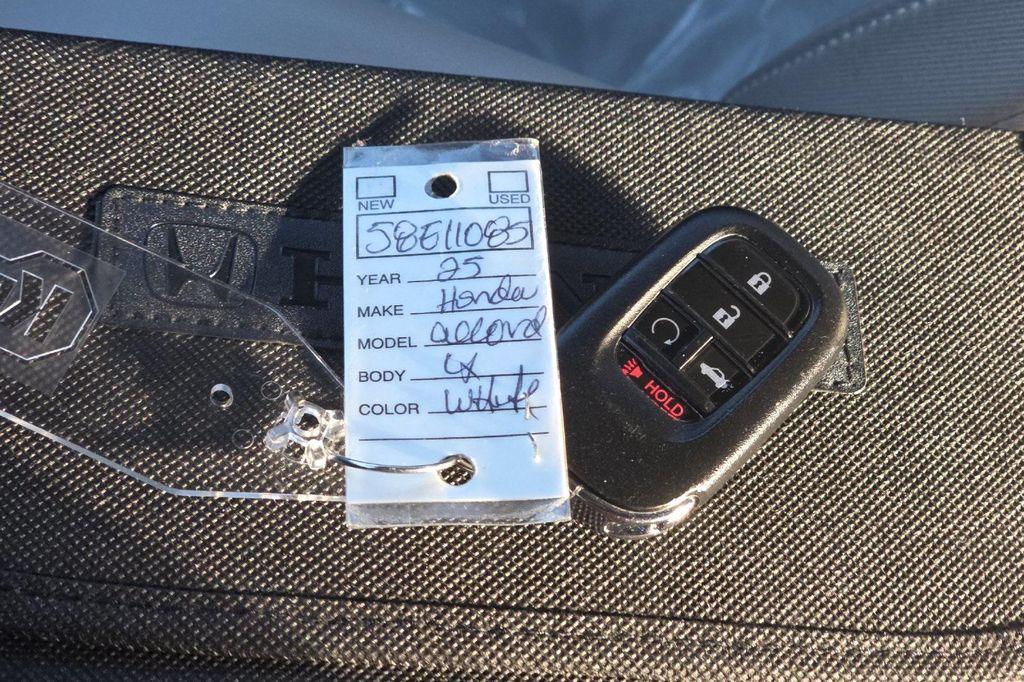 NEW USED
58E11085
YEAR 25
MAKE Honda
MODEL accord
BODY LX
COLOR White
HOLD